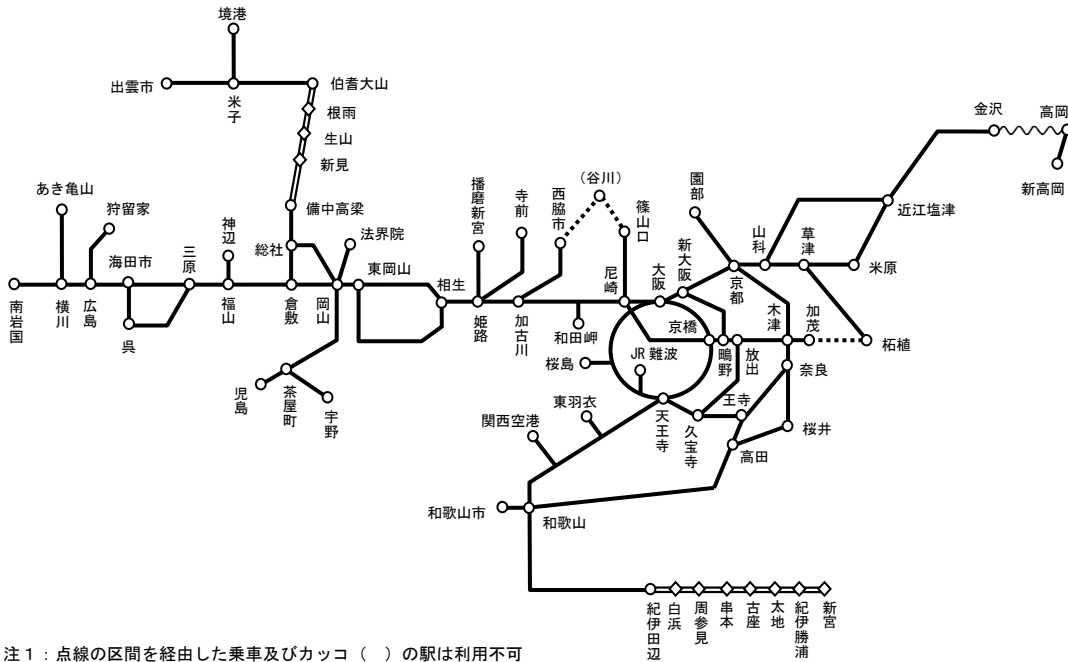 境港
出雲市
米子
伯耆大山
根雨
生山
新見
備中高梁
総社
あき亀山
狩留家
海田市
三原
神辺
法界院
東岡山
相生
南岩国
横川
広島
呉
福山
倉敷
岡山
児島
茶屋町
宇野
播磨新宮
寺前
西脇市
（谷川）
篠山口
尼崎
姫路
加古川
和田岬
大阪
新大阪
園部
京都
山科
草津
米原
近江塩津
金沢
高岡
新高岡
京橋
鴫野
放出
木津
加茂
柘植
奈良
桜島
JR 難波
王寺
東羽衣
関西空港
天王寺
久宝寺
高田
桜井
和歌山市
和歌山
紀伊田辺
白浜
周参見
串本
古座
太地
紀伊勝浦
新宮
注１：点線の区間を経由した乗車及びカッコ（　）の駅は利用不可